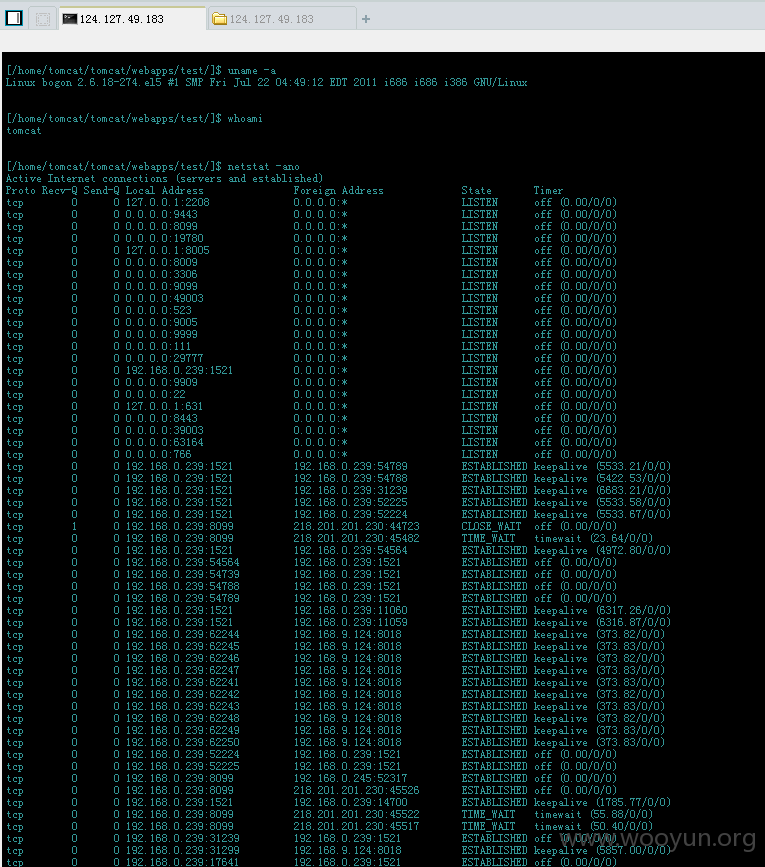 124.127.49.183 124.127.49.183 +
[/home/tomcat/tomcat/webapps/test/]$ uname -a
Linux bogon 2.6.18-274.el5 #1 SMP Fri Jul 22 04:49:12 EDT 2011 i686 i686 i386 GNU/Linux
[/home/tomcat/tomcat/webapps/test/]$ whoami
tomcat
[/home/tomcat/tomcat/webapps/test/]$ netstat -ano
Active Internet connections (servers and established)
Proto Recv-Q Send-Q Local Address Foreign Address State Timer
tcp 0 0 127.0.0.1:2208 0.0.0.0:* LISTEN off (0.00/0/0)
tcp 0 0 0.0.0.0:9443 0.0.0.0:* LISTEN off (0.00/0/0)
tcp 0 0 0.0.0.0:8099 0.0.0.0:* LISTEN off (0.00/0/0)
tcp 0 0 0.0.0.0:19780 0.0.0.0:* LISTEN off (0.00/0/0)
tcp 0 0 127.0.0.1:8005 0.0.0.0:* LISTEN off (0.00/0/0)
tcp 0 0 0.0.0.0:8009 0.0.0.0:* LISTEN off (0.00/0/0)
tcp 0 0 0.0.0.0:3306 0.0.0.0:* LISTEN off (0.00/0/0)
tcp 0 0 0.0.0.0:9099 0.0.0.0:* LISTEN off (0.00/0/0)
tcp 0 0 0.0.0.0:49003 0.0.0.0:* LISTEN off (0.00/0/0)
tcp 0 0 0.0.0.0:523 0.0.0.0:* LISTEN off (0.00/0/0)
tcp 0 0 0.0.0.0:9005 0.0.0.0:* LISTEN off (0.00/0/0)
tcp 0 0 0.0.0.0:9999 0.0.0.0:* LISTEN off (0.00/0/0)
tcp 0 0 0.0.0.0:111 0.0.0.0:* LISTEN off (0.00/0/0)
tcp 0 0 0.0.0.0:29777 0.0.0.0:* LISTEN off (0.00/0/0)
tcp 0 0 192.168.0.239:1521 0.0.0.0:* LISTEN off (0.00/0/0)
tcp 0 0 0.0.0.0:9909 0.0.0.0:* LISTEN off (0.00/0/0)
tcp 0 0 0.0.0.0:22 0.0.0.0:* LISTEN off (0.00/0/0)
tcp 0 0 127.0.0.1:631 0.0.0.0:* LISTEN off (0.00/0/0)
tcp 0 0 0.0.0.0:8443 0.0.0.0:* LISTEN off (0.00/0/0)
tcp 0 0 0.0.0.0:39003 0.0.0.0:* LISTEN off (0.00/0/0)
tcp 0 0 0.0.0.0:63164 0.0.0.0:* LISTEN off (0.00/0/0)
tcp 0 0 0.0.0.0:766 0.0.0.0:* LISTEN off (0.00/0/0)
tcp 0 0 192.168.0.239:1521 192.168.0.239:54789 ESTABLISHED keepalive (5533.21/0/0)
tcp 0 0 192.168.0.239:1521 192.168.0.239:54788 ESTABLISHED keepalive (5422.53/0/0)
tcp 0 0 192.168.0.239:1521 192.168.0.239:31239 ESTABLISHED keepalive (6683.21/0/0)
tcp 0 0 192.168.0.239:1521 192.168.0.239:52225 ESTABLISHED keepalive (5533.58/0/0)
tcp 0 0 192.168.0.239:1521 192.168.0.239:52224 ESTABLISHED keepalive (5533.67/0/0)
tcp 1 0 192.168.0.239:8099 218.201.201.230:44723 CLOSE_WAIT off (0.00/0/0)
tcp 0 0 192.168.0.239:8099 218.201.201.230:45482 TIME_WAIT timewait (23.64/0/0)
tcp 0 0 192.168.0.239:1521 192.168.0.239:54564 ESTABLISHED keepalive (4972.80/0/0)
tcp 0 0 192.168.0.239:54564 192.168.0.239:1521 ESTABLISHED off (0.00/0/0)
tcp 0 0 192.168.0.239:54739 192.168.0.239:1521 ESTABLISHED off (0.00/0/0)
tcp 0 0 192.168.0.239:54788 192.168.0.239:1521 ESTABLISHED off (0.00/0/0)
tcp 0 0 192.168.0.239:54789 192.168.0.239:1521 ESTABLISHED off (0.00/0/0)
tcp 0 0 192.168.0.239:1521 192.168.0.239:11060 ESTABLISHED keepalive (6317.26/0/0)
tcp 0 0 192.168.0.239:1521 192.168.0.239:11059 ESTABLISHED keepalive (6316.87/0/0)
tcp 0 0 192.168.0.239:62244 192.168.9.124:8018 ESTABLISHED keepalive (373.82/0/0)
tcp 0 0 192.168.0.239:62245 192.168.9.124:8018 ESTABLISHED keepalive (373.83/0/0)
tcp 0 0 192.168.0.239:62246 192.168.9.124:8018 ESTABLISHED keepalive (373.82/0/0)
tcp 0 0 192.168.0.239:62247 192.168.9.124:8018 ESTABLISHED keepalive (373.83/0/0)
tcp 0 0 192.168.0.239:62241 192.168.9.124:8018 ESTABLISHED keepalive (373.83/0/0)
tcp 0 0 192.168.0.239:62242 192.168.9.124:8018 ESTABLISHED keepalive (373.82/0/0)
tcp 0 0 192.168.0.239:62243 192.168.9.124:8018 ESTABLISHED keepalive (373.83/0/0)
tcp 0 0 192.168.0.239:62248 192.168.9.124:8018 ESTABLISHED keepalive (373.82/0/0)
tcp 0 0 192.168.0.239:62249 192.168.9.124:8018 ESTABLISHED keepalive (373.83/0/0)
tcp 0 0 192.168.0.239:62250 192.168.9.124:8018 ESTABLISHED keepalive (373.83/0/0)
tcp 0 0 192.168.0.239:52224 192.168.0.239:1521 ESTABLISHED off (0.00/0/0)
tcp 0 0 192.168.0.239:52225 192.168.0.239:1521 ESTABLISHED off (0.00/0/0)
tcp 0 0 192.168.0.239:8099 192.168.0.245:52317 ESTABLISHED off (0.00/0/0)
tcp 0 0 192.168.0.239:8099 218.201.201.230:45526 ESTABLISHED off (0.00/0/0)
tcp 0 0 192.168.0.239:1521 192.168.0.239:14700 ESTABLISHED keepalive (1785.77/0/0)
tcp 0 0 192.168.0.239:8099 218.201.201.230:45522 TIME_WAIT timewait (55.88/0/0)
tcp 0 0 192.168.0.239:8099 218.201.201.230:45517 TIME_WAIT timewait (50.40/0/0)
tcp 0 0 192.168.0.239:31239 192.168.0.239:1521 ESTABLISHED off (0.00/0/0)
tcp 0 0 192.168.0.239:31299 192.168.9.124:8018 ESTABLISHED keepalive (5857.00/0/0)
tcp 0 0 192.168.0.239:17641 192.168.0.239:1521 ESTABLISHED off (0.00/0/0)
www.wooyun.org